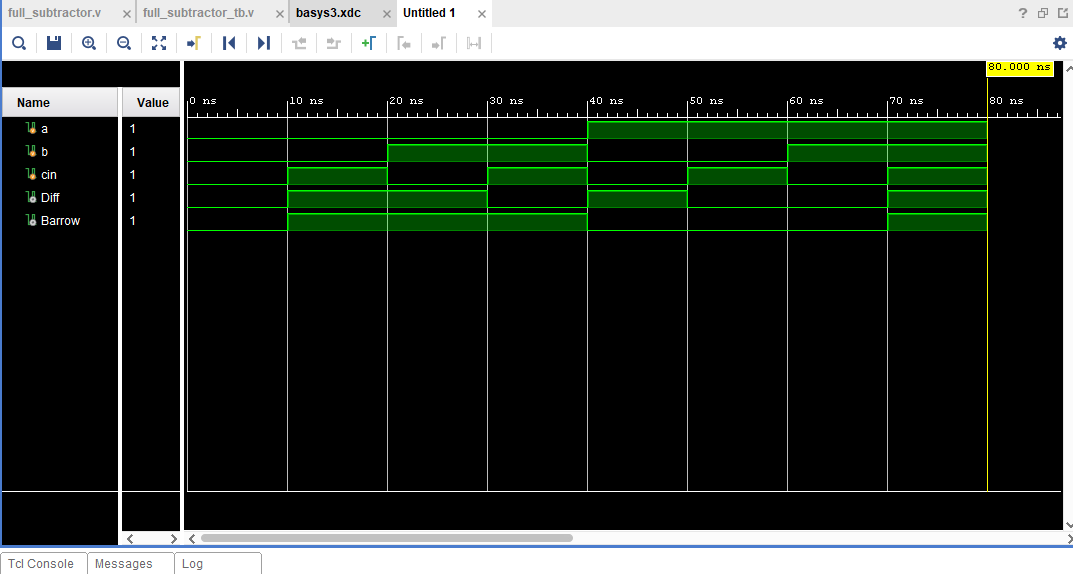 full_subtractor.v full_subtractor_tb.v basys3.xdc Untitled 1
80.000 ns
Name Value
0 ns 10 ns 20 ns 30 ns 40 ns 50 ns 60 ns 70 ns 80 ns
a 1
b 1
cin 1
Diff 1
Barrow 1
Tcl Console Messages Log